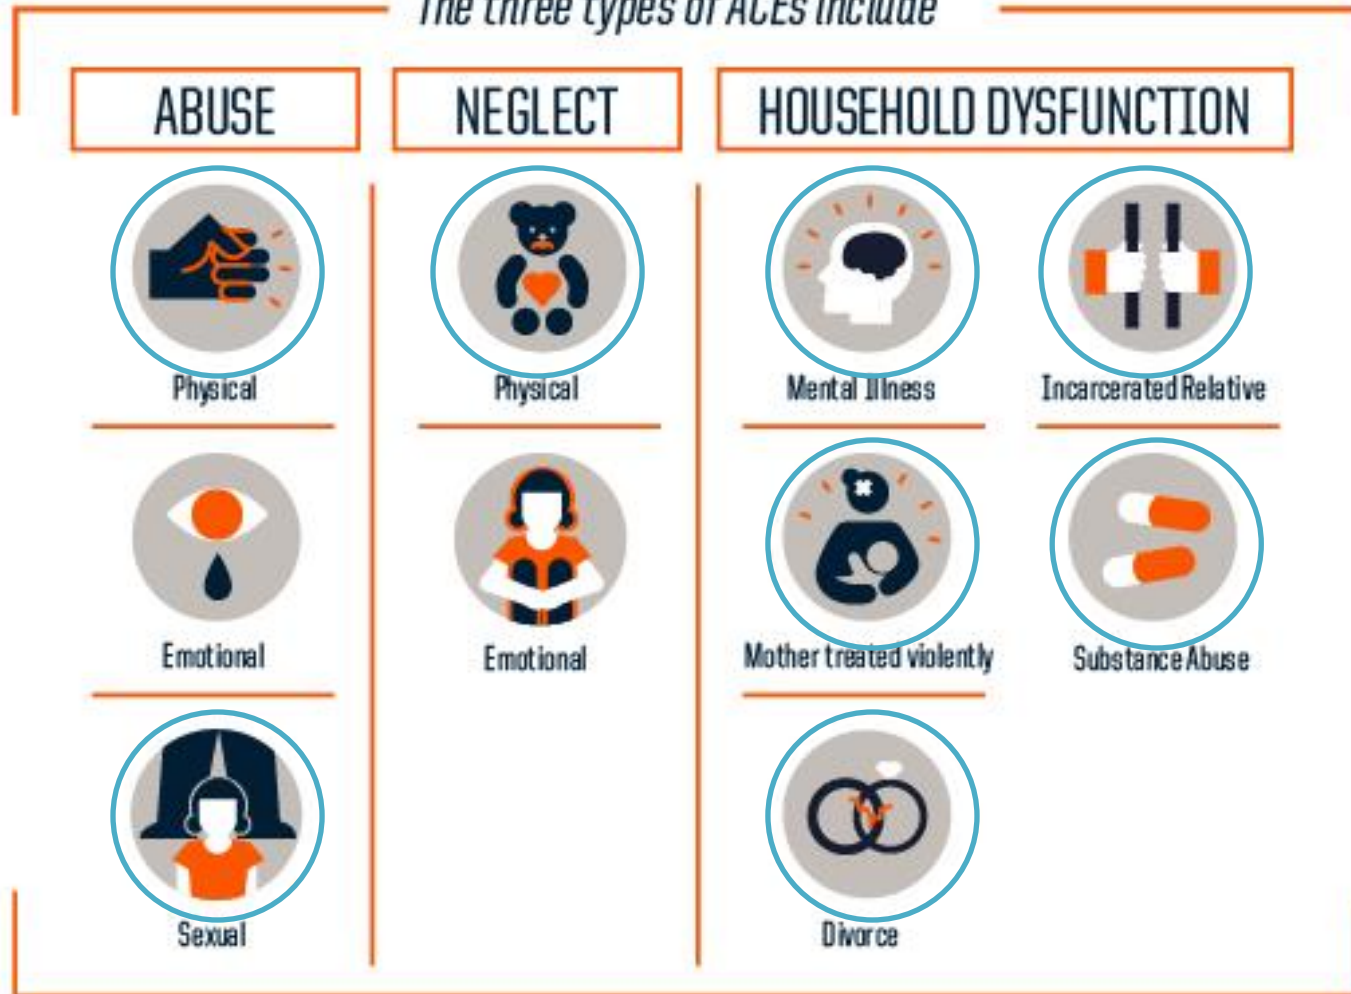 The three types of ACEs include
ABUSE
Physical
Emotional
Sexual
NEGLECT
Physical
Emotional
HOUSEHOLD DYSFUNCTION
Mental Illness
Incarcerated Relative
Mother treated violently
Substance Abuse
Divorce